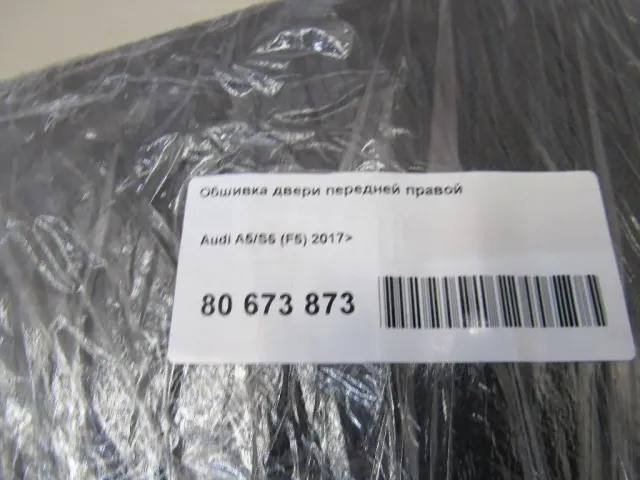 Обшивка двери передней правой
Audi A5/S5 (F5) 2017>
80 673 873